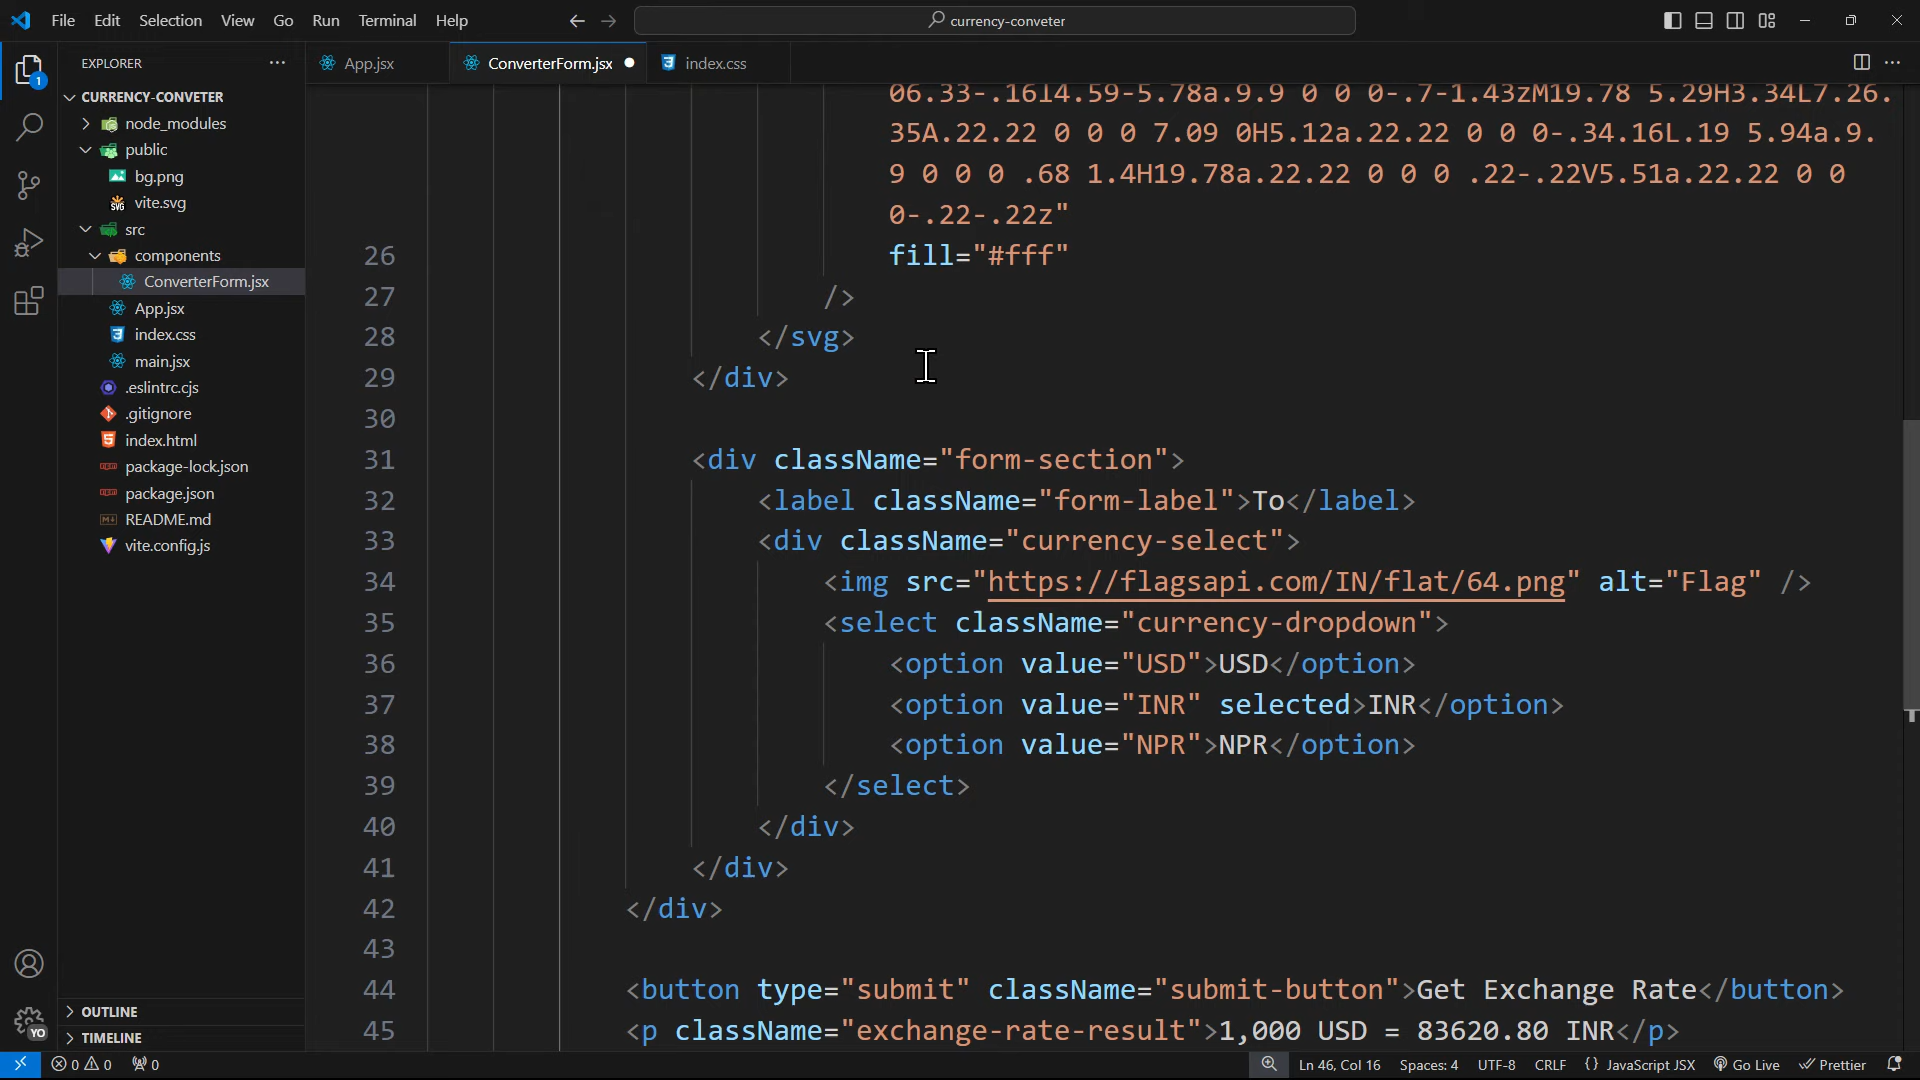 File Edit Selection View Go Run Terminal Help
currency-conveter
EXPLORER
App.jsx
ConverterForm.jsx
index.css
1
CURRENCY-CONVETER
node_modules
public
bg.png
vite.svg
src
components
ConverterForm.jsx
App.jsx
index.css
main.jsx
.eslintrc.cjs
.gitignore
index.html
package-lock.json
package.json
README.md
vite.config.js
OUTLINE
TIMELINE
YO
06.33-.16l4.59-5.78a.9.9 0 0 0-.7-1.43zM19.78 5.29H3.34L7.26.
35A.22.22 0 0 0 7.09 0H5.12a.22.22 0 0 0-.34.16L.19 5.94a.9.
9 0 0 0 .68 1.4H19.78a.22.22 0 0 0 .22-.22V5.51a.22.22 0 0
0-.22-.22z"
26 fill="#fff"
27 />
28 </svg>
29 </div>
30
31 <div className="form-section">
32 <label className="form-label">To</label>
33 <div className="currency-select">
34 <img src="https://flagsapi.com/IN/flat/64.png" alt="Flag" />
35 <select className="currency-dropdown">
36 <option value="USD">USD</option>
37 <option value="INR" selected>INR</option>
38 <option value="NPR">NPR</option>
39 </select>
40 </div>
41 </div>
42 </div>
43
44 <button type="submit" className="submit-button">Get Exchange Rate</button>
45 <p className="exchange-rate-result">1,000 USD = 83620.80 INR</p>
0 0 0
Ln 46, Col 16 Spaces: 4 UTF-8 CRLF JavaScript JSX Go Live Prettier